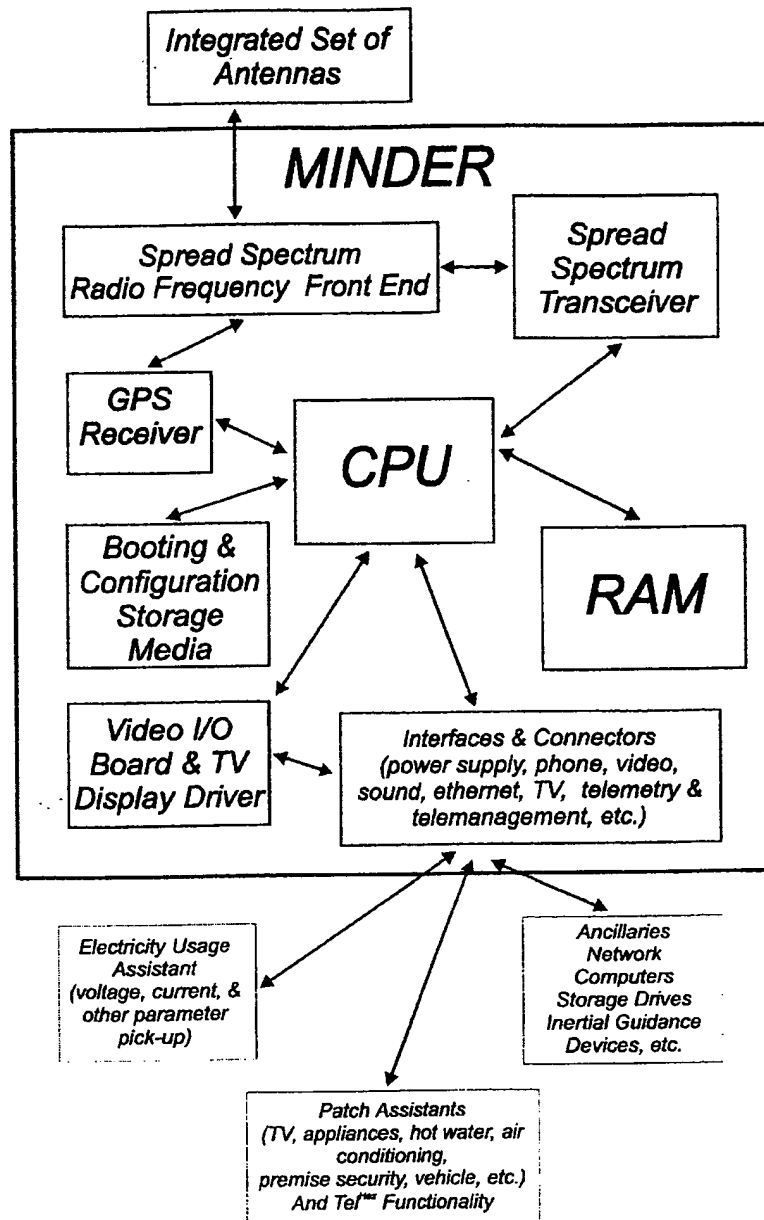 Integrated Set of
Antennas
MINDER
Spread Spectrum
Radio Frequency Front End
Spread
Spectrum
Transceiver
GPS
Receiver
CPU
Booting &
Configuration
Storage
Media
RAM
Video I/O
Board & TV
Display Driver
Interfaces & Connectors
(power supply, phone, video,
sound, ethernet, TV, telemetry &
telemanagement, etc.)
Electricity Usage
Assistant
(voltage, current, &
other parameter
pick-up)
Ancillaries
Network
Computers
Storage Drives
Inertial Guidance
Devices, etc.
Patch Assistants
(TV, appliances, hot water, air
conditioning,
premise security, vehicle, etc.)
And Functionality